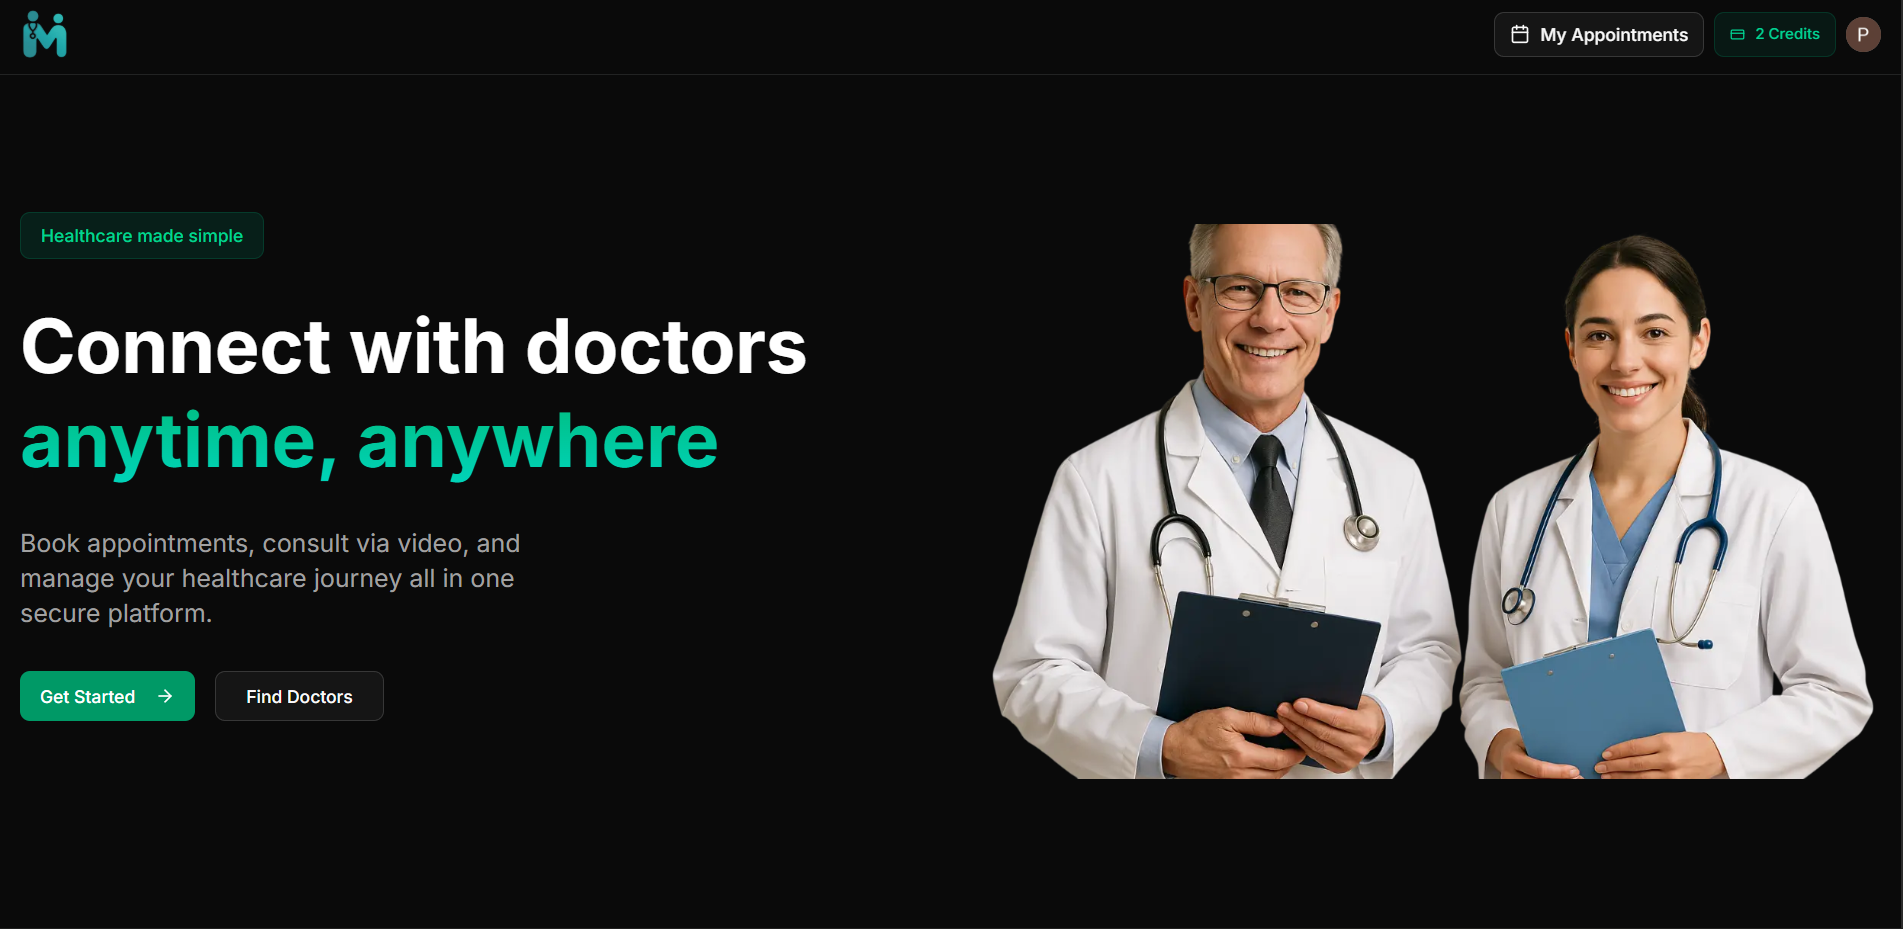 My Appointments
2 Credits
P
Healthcare made simple
Connect with doctors
anytime, anywhere
Book appointments, consult via video, and
manage your healthcare journey all in one
secure platform.
Get Started
Find Doctors